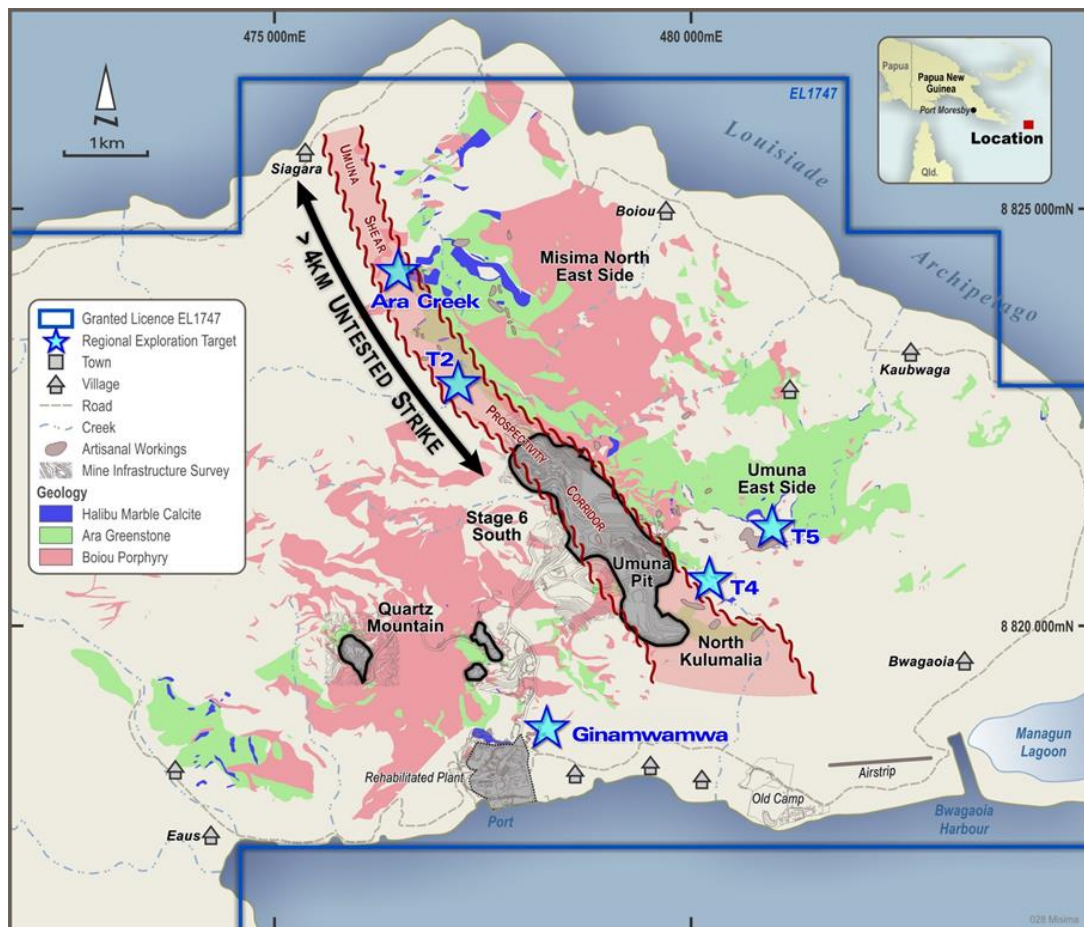 475 000mE
480 000mE
1km
Siagara
UMUNA
SHEAR
PROSPECTIVITY
CORRIDOR
> 4KM UNTESTED STRIKE
EL1747
Papua
Papua New
Guinea
Port Moresby
Location
Qld.
Louisiade
Archipelago
8 825 000mN
Boiou
Misima North
East Side
Ara Creek
T2
Kaubwaga
Granted Licence EL1747
Regional Exploration Target
Town
Village
Road
Creek
Artisanal Workings
Mine Infrastructure Survey
Geology
Halibu Marble Calcite
Ara Greenstone
Boiou Porphyry
Umuna
East Side
T5
Stage 6
South
Umuna
Pit
T4
Quartz
Mountain
North
Kulumalia
8 820 000mN
Bwagaoia
Ginamwamwa
Managun
Lagoon
Rehabilitated Plant
Airstrip
Old Camp
Port
Bwagaoia
Harbour
Eaus
028 Misima